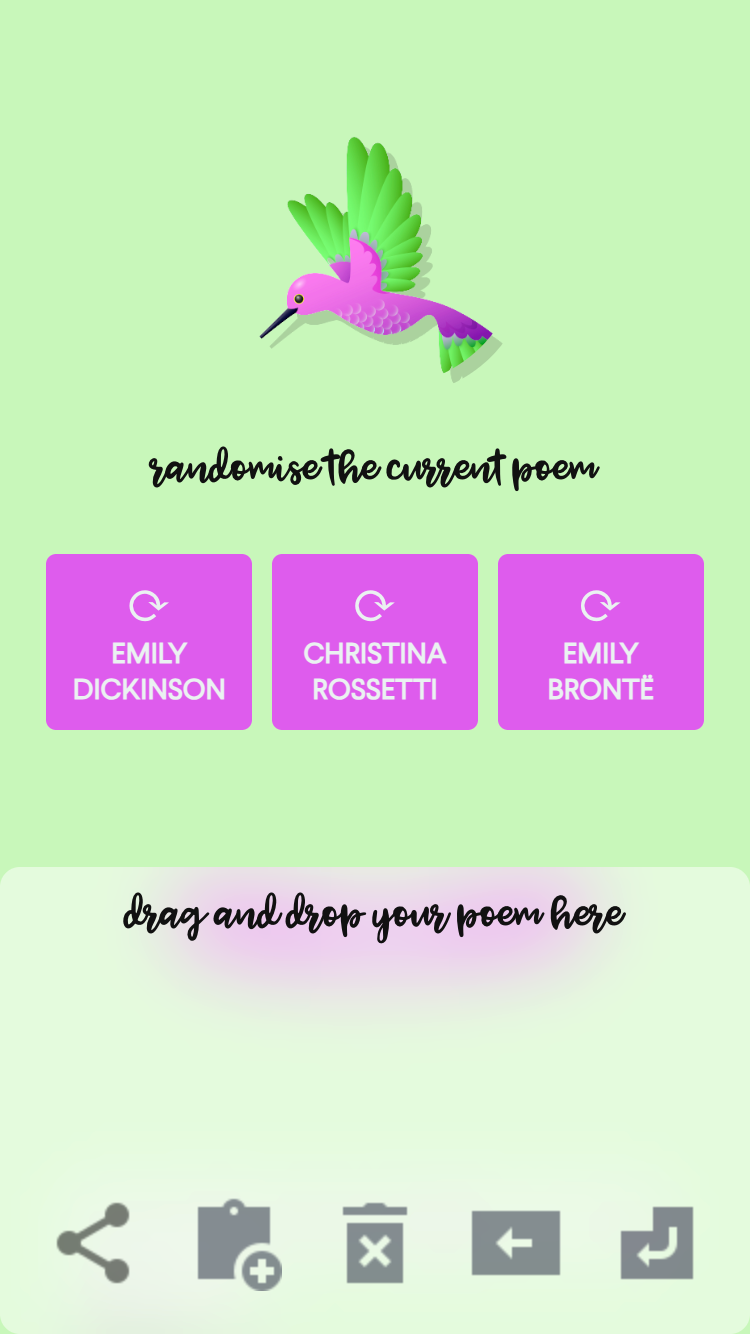 randomise the current poem
EMILY
DICKINSON
CHRISTINA
ROSSETTI
EMILY
BRONTË
drag and drop your poem here